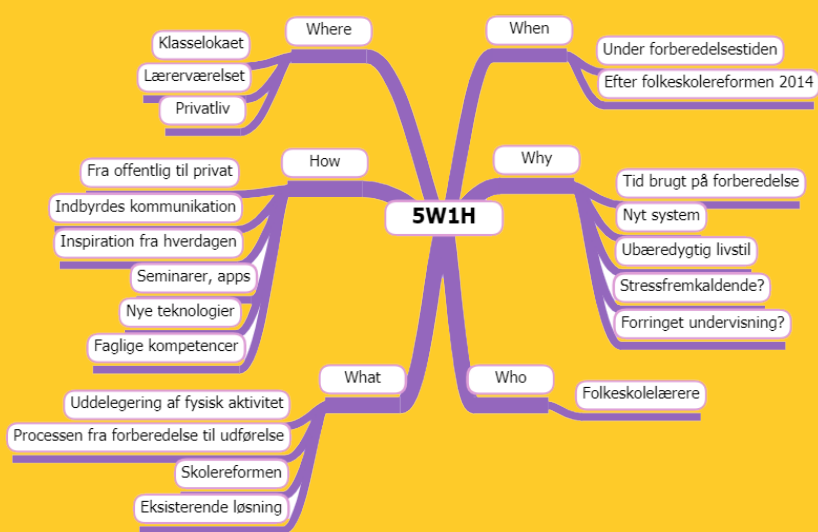 5W1H
Where
Klasselokaet
Lærerværelset
Privatliv
How
Fra offentlig til privat
Indbyrdes kommunikation
Inspiration fra hverdagen
Seminarer, apps
Nye teknologier
Faglige kompetencer
What
Uddelegering af fysisk aktivitet
Processen fra forberedelse til udførelse
Skolereformen
Eksisterende løsning
When
Under forberedelsestiden
Efter folkeskolereformen 2014
Why
Tid brugt på forberedelse
Nyt system
Ubæredygtig livstil
Stressfremkaldende?
Forringet undervisning?
Who
Folkeskolelærere